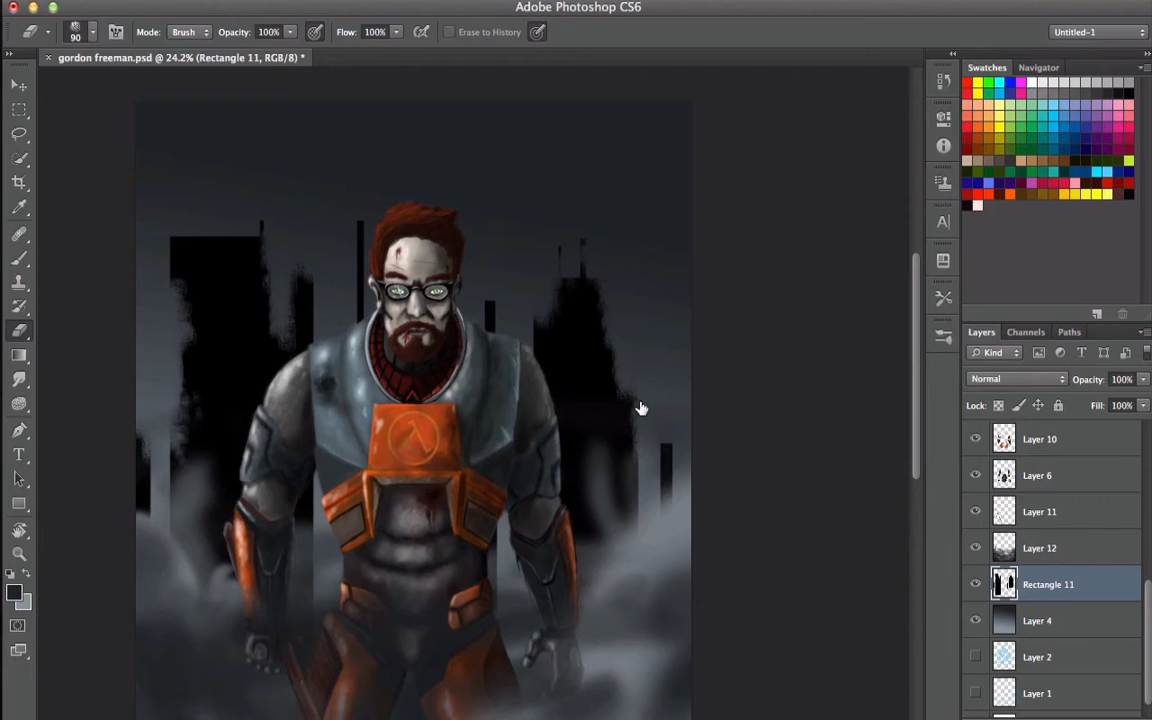 Adobe Photoshop CS6
90
Mode: Brush Opacity: 100% Flow: 100% Erase to History Untitled-1
gordon freeman.psd @ 24.2% (Rectangle 11, RGB/8) *
Swatches Navigator
Layers Channels Paths
Kind
Normal Opacity: 100%
Lock: Fill: 100%
Layer 10
Layer 6
Layer 11
Layer 12
Rectangle 11
Layer 4
Layer 2
Layer 1